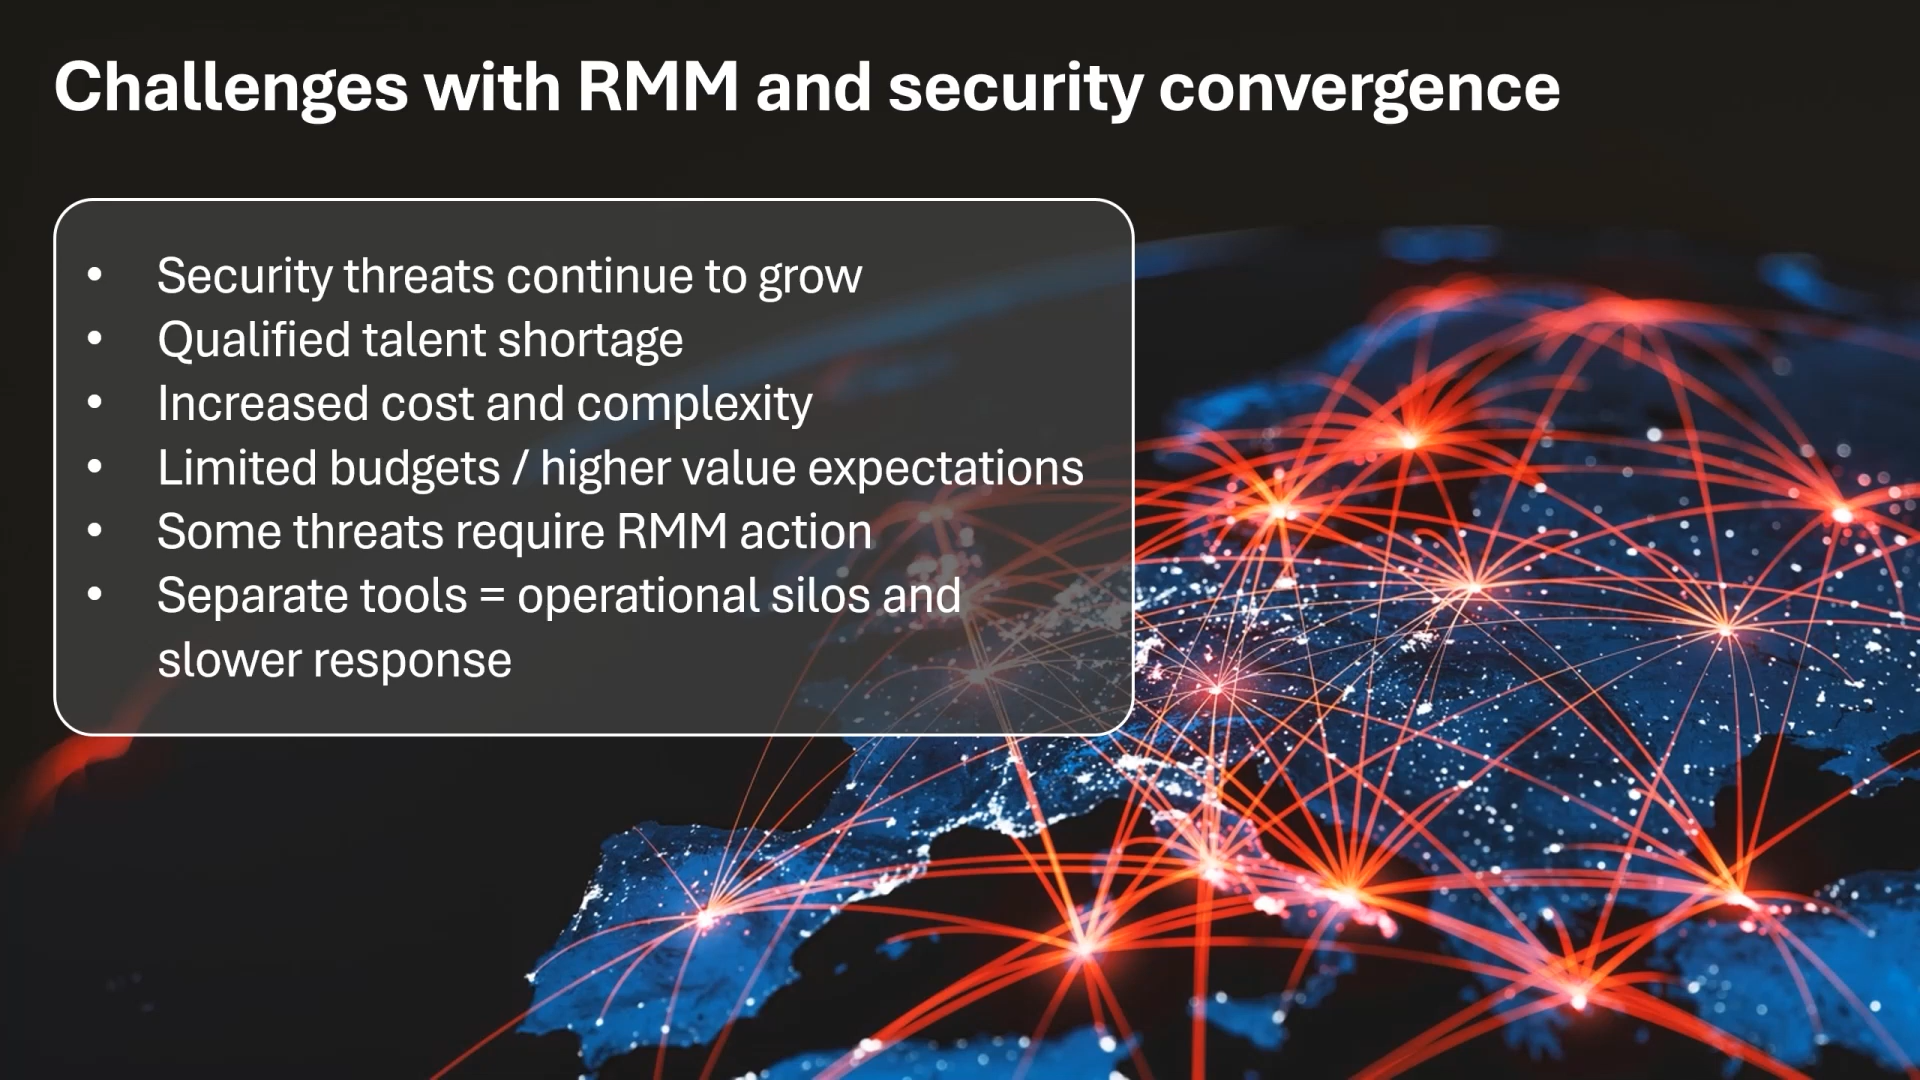 Challenges with RMM and security convergence
• Security threats continue to grow
• Qualified talent shortage
• Increased cost and complexity
• Limited budgets / higher value expectations
• Some threats require RMM action
• Separate tools = operational silos and
slower response